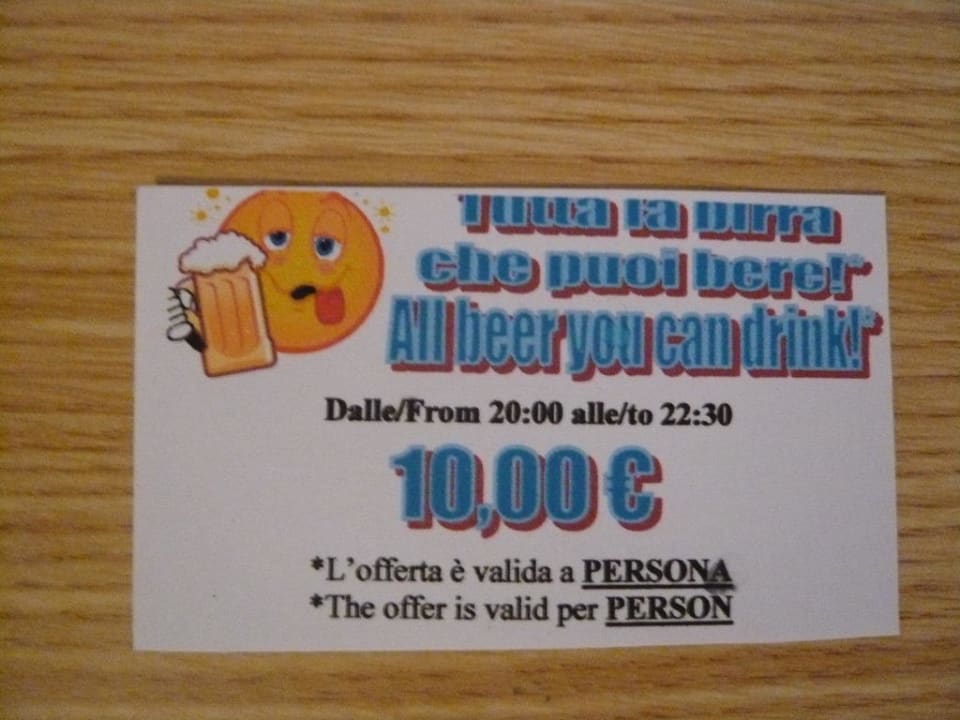 Tutta la birra
che puoi bere!*
All beer you can drink!*
Dalle/From 20:00 alle/to 22:30
10,00 €
*L'offerta è valida a PERSONA
*The offer is valid per PERSON